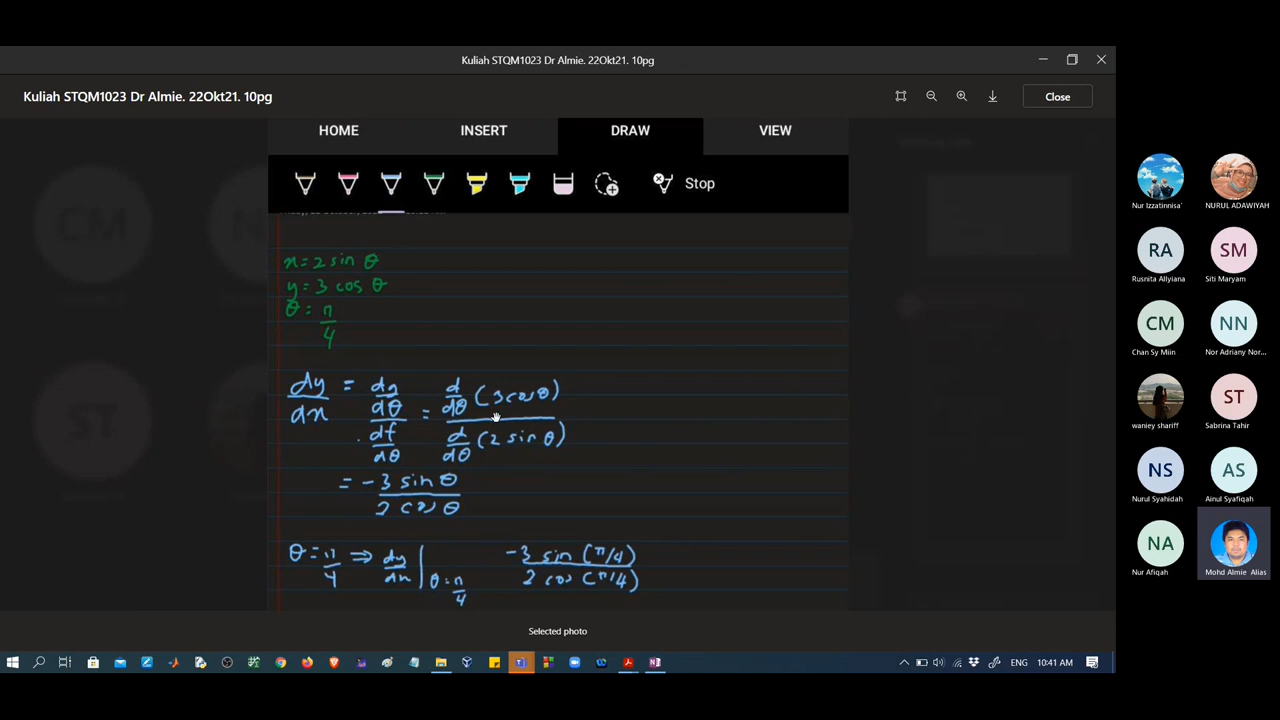 Kuliah STQM1023 Dr Almie. 22Okt21. 10pg
Kuliah STQM1023 Dr Almie. 22Okt21. 10pg
Close
HOME INSERT DRAW VIEW
Stop
x = 2 sin θ
y = 3 cos θ
θ = π/4
dy/dx = (dy/dθ)/(df/dθ) = (d/dθ (3 cos θ))/(d/dθ (2 sin θ))
= -3 sin θ / 2 cos θ
θ = π/4 ⇒ dy/dx | θ = π/4 -3 sin (π/4) / 2 cos (π/4)
Selected photo
CM
ST
Nur Izzatinnisa' NURUL ADAWIYAH
RA SM
Rusnita Allyiana Siti Maryam
CM NN
Chan Sy Miin Nor Adriany Nor...
ST
waniey shariff Sabrina Tahir
NS AS
Nurul Syahidah Ainul Syafiqah
NA
Nur Afiqah Mohd Almie Alias
ENG 10:41 AM